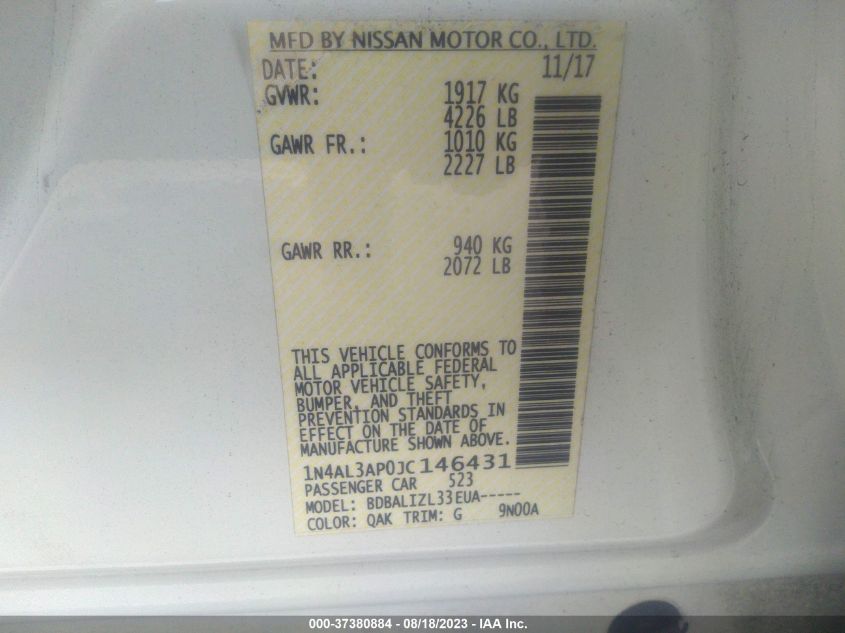 MFD BY NISSAN MOTOR CO., LTD.
DATE: 11/17
GVWR: 1917 KG
4226 LB
GAWR FR.: 1010 KG
2227 LB
GAWR RR.: 940 KG
2072 LB
THIS VEHICLE CONFORMS TO
ALL APPLICABLE FEDERAL
MOTOR VEHICLE SAFETY,
BUMPER, AND THEFT
PREVENTION STANDARDS IN
EFFECT ON THE DATE OF
MANUFACTURE SHOWN ABOVE.
1N4AL3AP0JC146431
PASSENGER CAR 523
MODEL: BDBALIZL33EUA-----
COLOR: QAK TRIM: G 9N00A
000-37380884 - 08/18/2023 - IAA Inc.